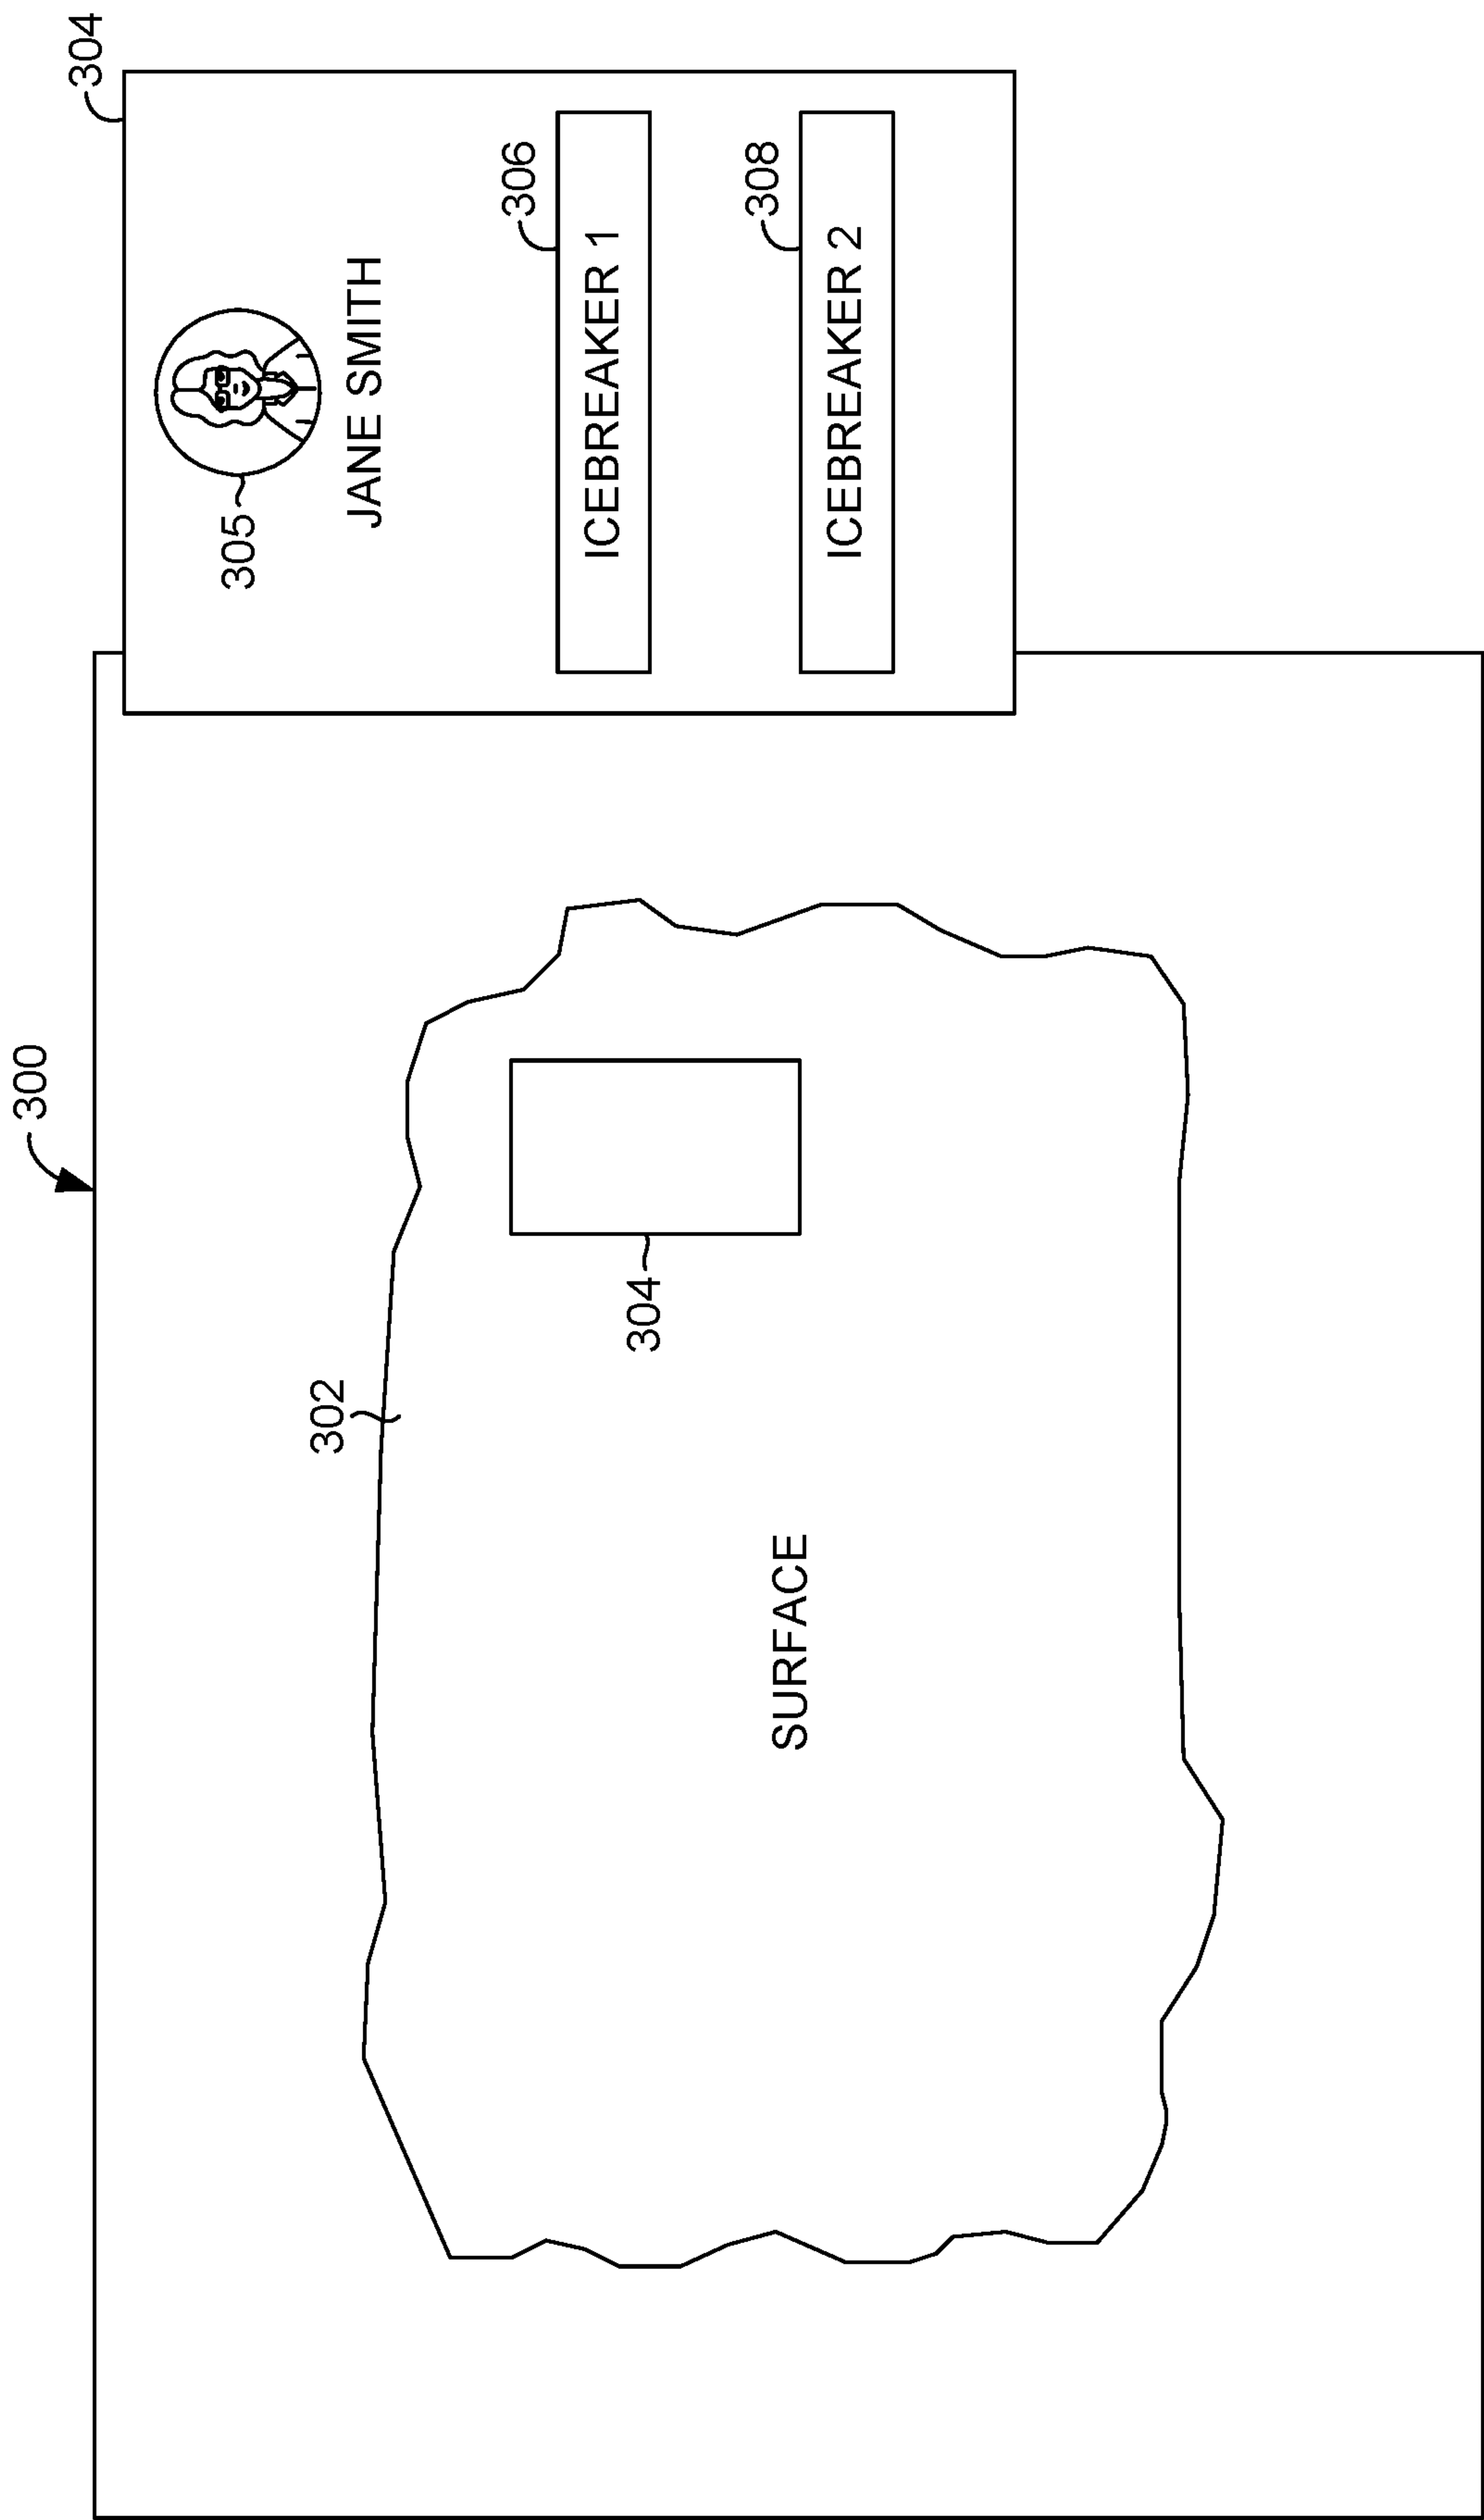 300
304
305
JANE SMITH
302
306
ICEBREAKER 1
304
SURFACE
308
ICEBREAKER 2